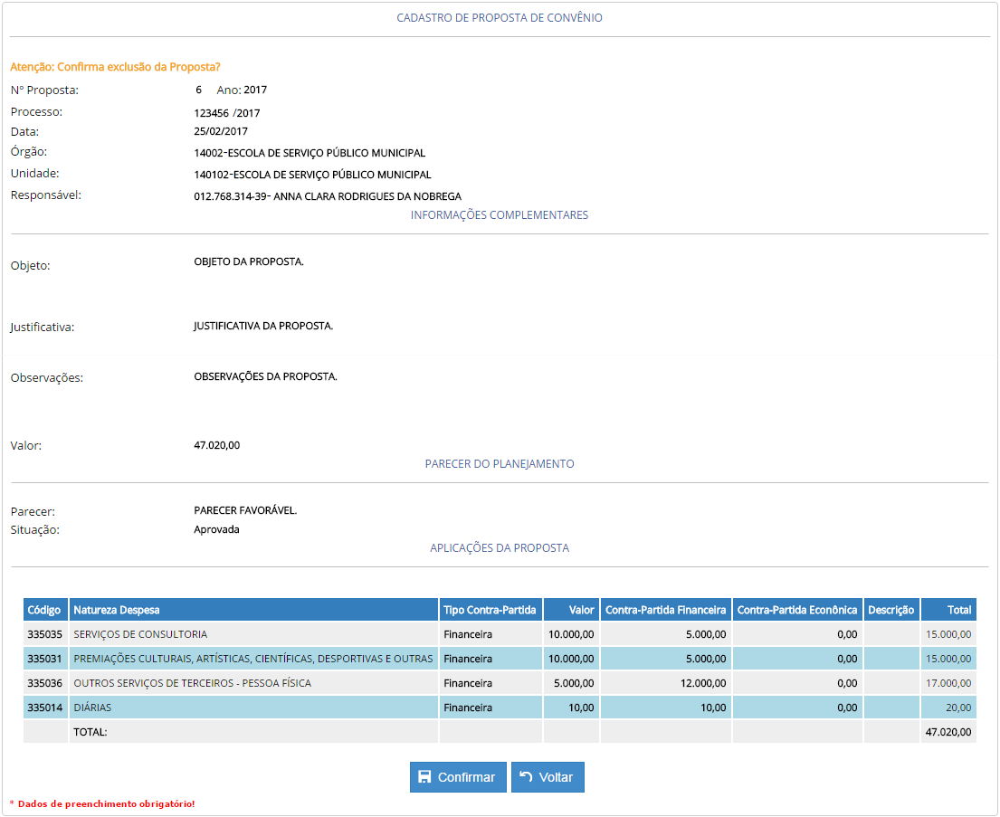 CADASTRO DE PROPOSTA DE CONVÊNIO
Atenção: Confirma exclusão da Proposta?
Nº Proposta: 6 Ano: 2017
Processo: 123456 /2017
Data: 25/02/2017
Órgão: 14002-ESCOLA DE SERVIÇO PÚBLICO MUNICIPAL
Unidade: 140102-ESCOLA DE SERVIÇO PÚBLICO MUNICIPAL
Responsável: 012.768.314-39- ANNA CLARA RODRIGUES DA NOBREGA
INFORMAÇÕES COMPLEMENTARES
Objeto: OBJETO DA PROPOSTA.
Justificativa: JUSTIFICATIVA DA PROPOSTA.
Observações: OBSERVAÇÕES DA PROPOSTA.
Valor: 47.020,00
PARECER DO PLANEJAMENTO
Parecer: PARECER FAVORÁVEL.
Situação: Aprovada
APLICAÇÕES DA PROPOSTA
Código Natureza Despesa Tipo Contra-Partida Valor Contra-Partida Financeira Contra-Partida Econônica Descrição Total
335035 SERVIÇOS DE CONSULTORIA Financeira 10.000,00 5.000,00 0,00 15.000,00
335031 PREMIAÇÕES CULTURAIS, ARTÍSTICAS, CIENTÍFICAS, DESPORTIVAS E OUTRAS Financeira 10.000,00 5.000,00 0,00 15.000,00
335036 OUTROS SERVIÇOS DE TERCEIROS - PESSOA FÍSICA Financeira 5.000,00 12.000,00 0,00 17.000,00
335014 DIÁRIAS Financeira 10,00 10,00 0,00 20,00
TOTAL: 47.020,00
Confirmar Voltar
* Dados de preenchimento obrigatório!